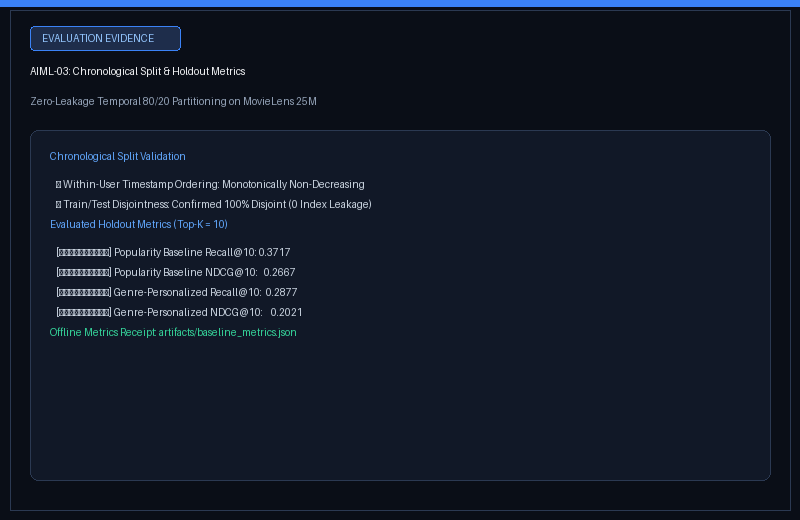 EVALUATION EVIDENCE
AIML-03: Chronological Split & Holdout Metrics
Zero-Leakage Temporal 80/20 Partitioning on MovieLens 25M
Chronological Split Validation
Within-User Timestamp Ordering: Monotonically Non-Decreasing
Train/Test Disjointness: Confirmed 100% Disjoint (0 Index Leakage)
Evaluated Holdout Metrics (Top-K = 10)
[▯▯▯▯▯▯▯▯▯▯] Popularity Baseline Recall@10: 0.3717
[▯▯▯▯▯▯▯▯▯▯] Popularity Baseline NDCG@10: 0.2667
[▯▯▯▯▯▯▯▯▯▯] Genre-Personalized Recall@10: 0.2877
[▯▯▯▯▯▯▯▯▯▯] Genre-Personalized NDCG@10: 0.2021
Offline Metrics Receipt: artifacts/baseline_metrics.json